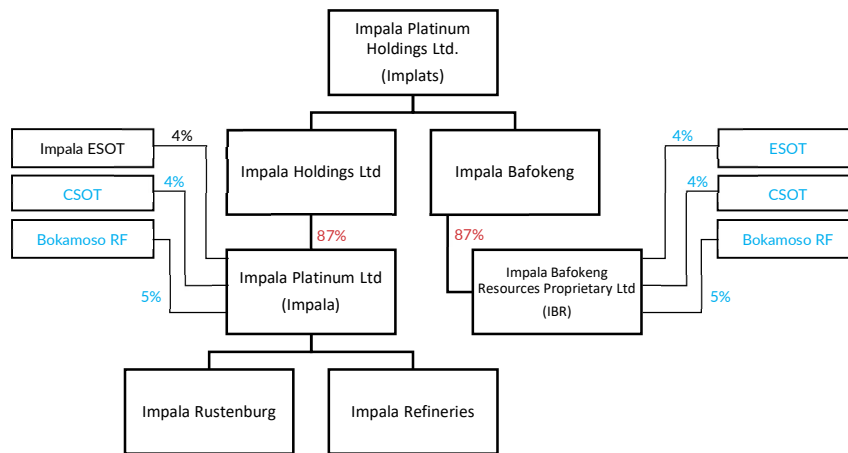 Impala Platinum
Holdings Ltd.
(Implats)
Impala ESOT
4%
Impala Holdings Ltd
Impala Bafokeng
4%
ESOT
CSOT
4%
4%
CSOT
Bokamoso RF
87%
87%
Bokamoso RF
5%
Impala Platinum Ltd
(Impala)
Impala Bafokeng
Resources Proprietary Ltd
(IBR)
5%
Impala Rustenburg
Impala Refineries